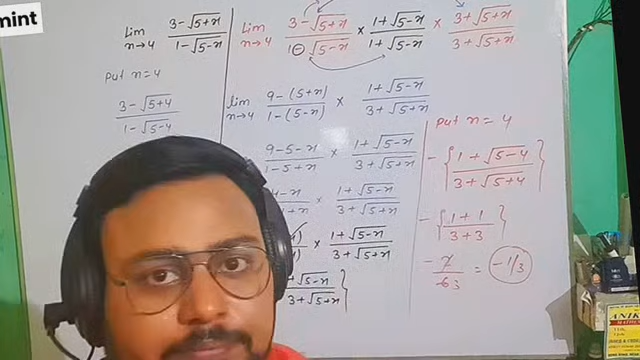 mint
Lim n→4 (3-√(5+n))/(1-√(5-n))
put n = 4
(3-√(5+4))/(1-√(5-4))
Lim n→4 (3-√(5+n))/(1-√(5-n)) × (1+√(5-n))/(1+√(5-n)) × (3+√(5+n))/(3+√(5+n))
Lim n→4 (9-(5+n))/(1-(5-n)) × (1+√(5-n))/(3+√(5+n))
(9-5-n)/(1-5+n) × (1+√(5-n))/(3+√(5+n))
-n/+n × (1+√(5-n))/(3+√(5+n))
× (1+√(5-n))/(3+√(5+n))
√(5-n)/(3+√(5+n)) }
put n = 4
- { (1+√(5-4))/(3+√(5+4)) }
- { (1+1)/(3+3) }
- 2/6 3 = -1/3